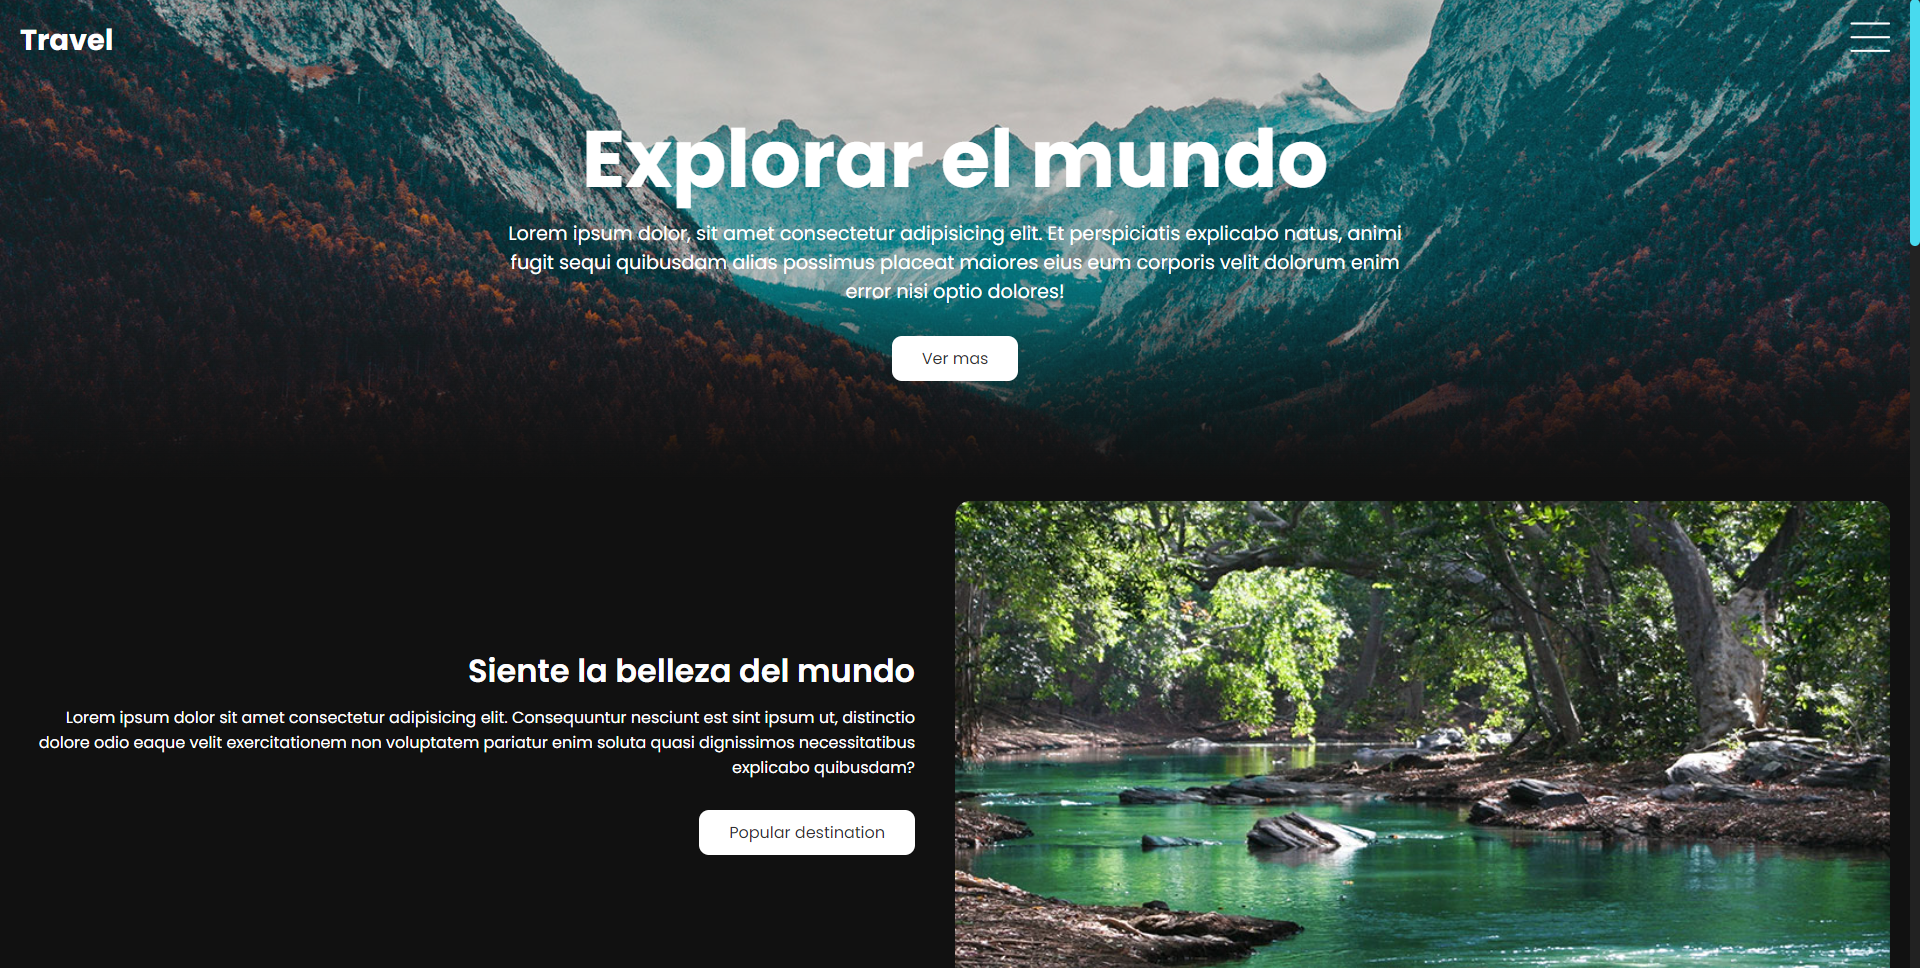 Travel
Explorar el mundo
Lorem ipsum dolor, sit amet consectetur adipisicing elit. Et perspiciatis explicabo natus, animi
fugit sequi quibusdam alias possimus placeat maiores eius eum corporis velit dolorum enim
error nisi optio dolores!
Ver mas
Siente la belleza del mundo
Lorem ipsum dolor sit amet consectetur adipisicing elit. Consequuntur nesciunt est sint ipsum ut, distinctio
dolore odio eaque velit exercitationem non voluptatem pariatur enim soluta quasi dignissimos necessitatibus
explicabo quibusdam?
Popular destination